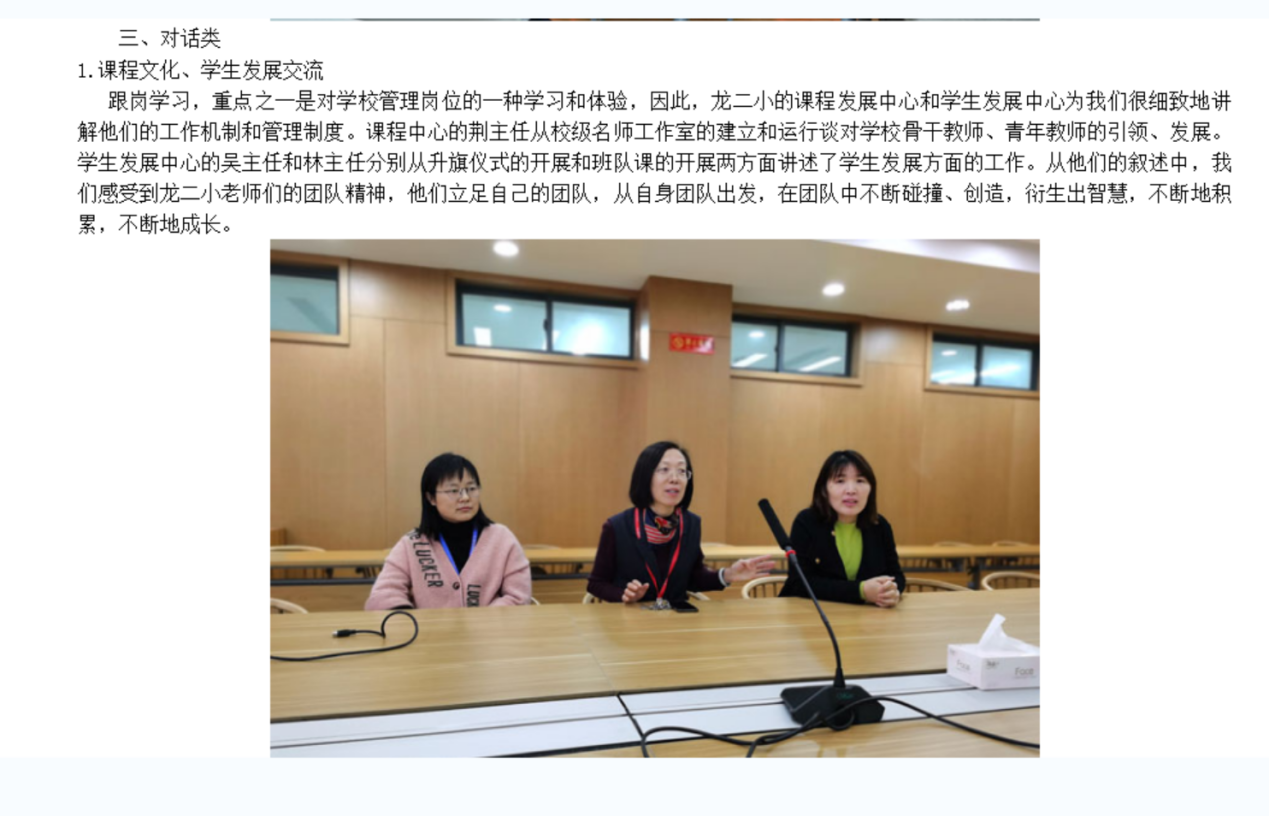 三、对话类
1.课程文化、学生发展交流
跟岗学习，重点之一是对学校管理岗位的一种学习和体验，因此，龙二小的课程发展中心和学生发展中心为我们很细致地讲
解他们的工作机制和管理制度。课程中心的荆主任从校级名师工作室的建立和运行谈对学校骨干教师、青年教师的引领、发展。
学生发展中心的吴主任和林主任分别从升旗仪式的开展和班队课的开展两方面讲述了学生发展方面的工作。从他们的叙述中，我
们感受到龙二小老师们的团队精神，他们立足自己的团队，从自身团队出发，在团队中不断碰撞、创造，衍生出智慧，不断地积
累，不断地成长。
LUCKER